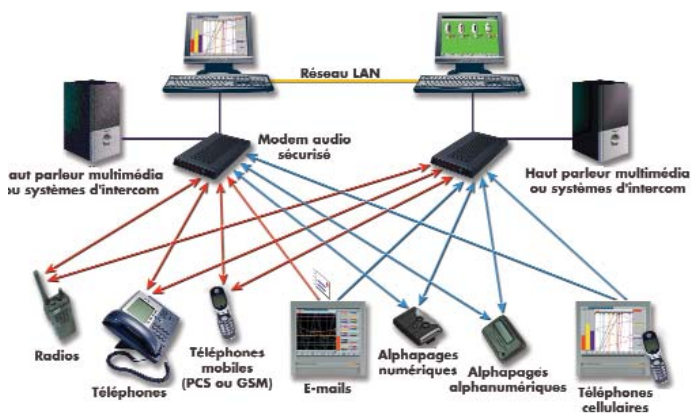 Réseau LAN
Modem audio
sécurisé
Haut parleur multimédia
ou systèmes d'intercom
Haut parleur multimédia
ou systèmes d'intercom
Radios
Téléphones
Téléphones
mobiles
(PCS ou GSM)
E-mails
Alphapages
numériques
Alphapages
alphanumériques
Téléphones
cellulaires